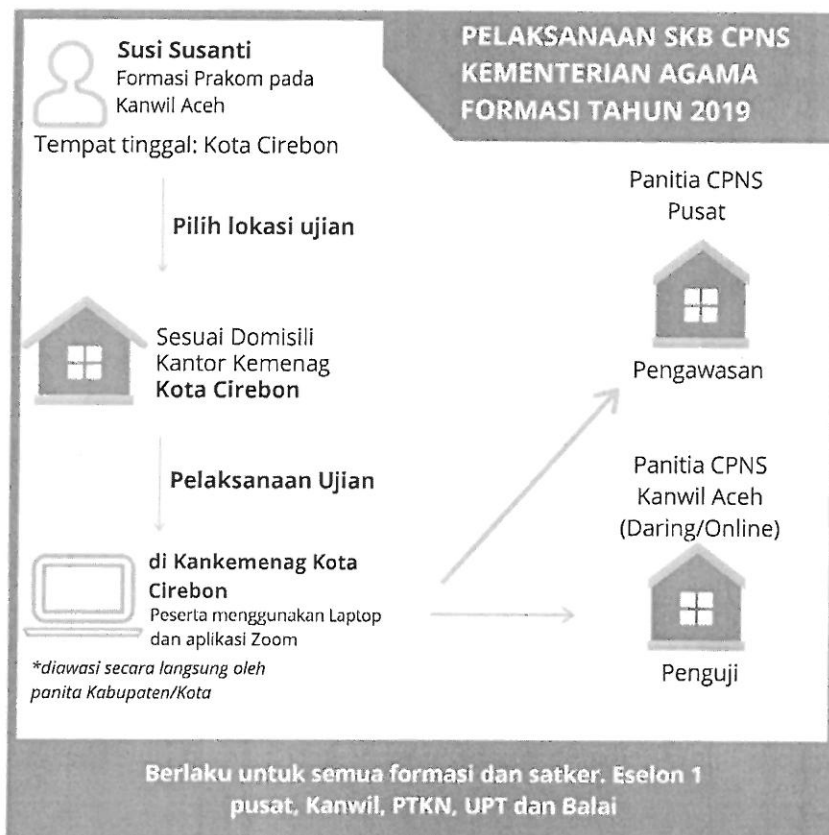 PELAKSANAAN SKB CPNS
KEMENTERIAN AGAMA
FORMASI TAHUN 2019
Susi Susanti
Formasi Prakom pada
Kanwil Aceh
Tempat tinggal: Kota Cirebon
Pilih lokasi ujian
Sesuai Domisili
Kantor Kemenag
Kota Cirebon
Pelaksanaan Ujian
di Kankemenag Kota
Cirebon
Peserta menggunakan Laptop
dan aplikasi Zoom
*diawasi secara langsung oleh
panita Kabupaten/Kota
Panitia CPNS
Pusat
Pengawasan
Panitia CPNS
Kanwil Aceh
(Daring/Online)
Penguji
Berlaku untuk semua formasi dan satker. Eselon 1
pusat, Kanwil, PTKN, UPT dan Balai